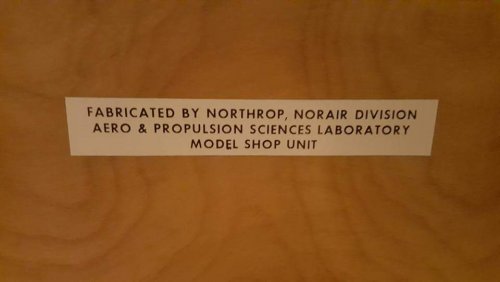 FABRICATED BY NORTHROP, NORAIR DIVISION
AERO & PROPULSION SCIENCES LABORATORY
MODEL SHOP UNIT